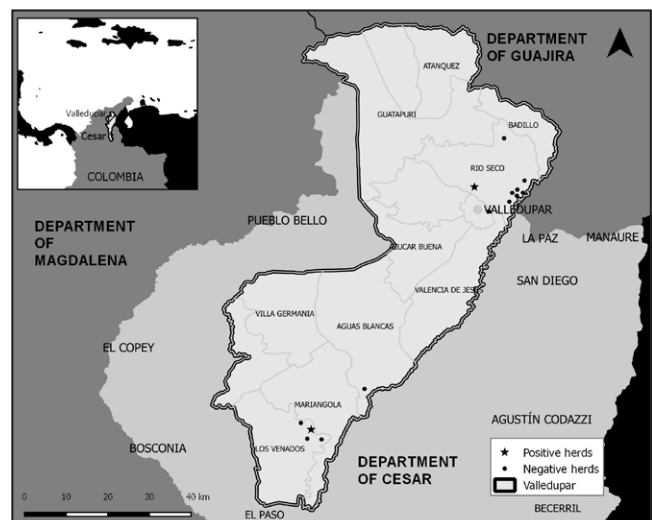 DEPARTMENT
OF GUAJIRA
ATANQUEZ
Valledupar
GUATAPURI
BADILLO
Cesar
RIO SECO
COLOMBIA
VALLEDUPAR
PUEBLO BELLO
DEPARTMENT
OF
MAGDALENA
LA PAZ
MANAURE
AZUCAR BUENA
SAN DIEGO
VALENCIA DE JESUS
VILLA GERMANIA
AGUAS BLANCAS
EL COPEY
MARIANGOLA
AGUSTÍN CODAZZI
BOSCONIA
LOS VENADOS
DEPARTMENT
OF CESAR
Positive herds
Negative herds
Valledupar
0 10 20 30 40 km
EL PASO
BECERRIL